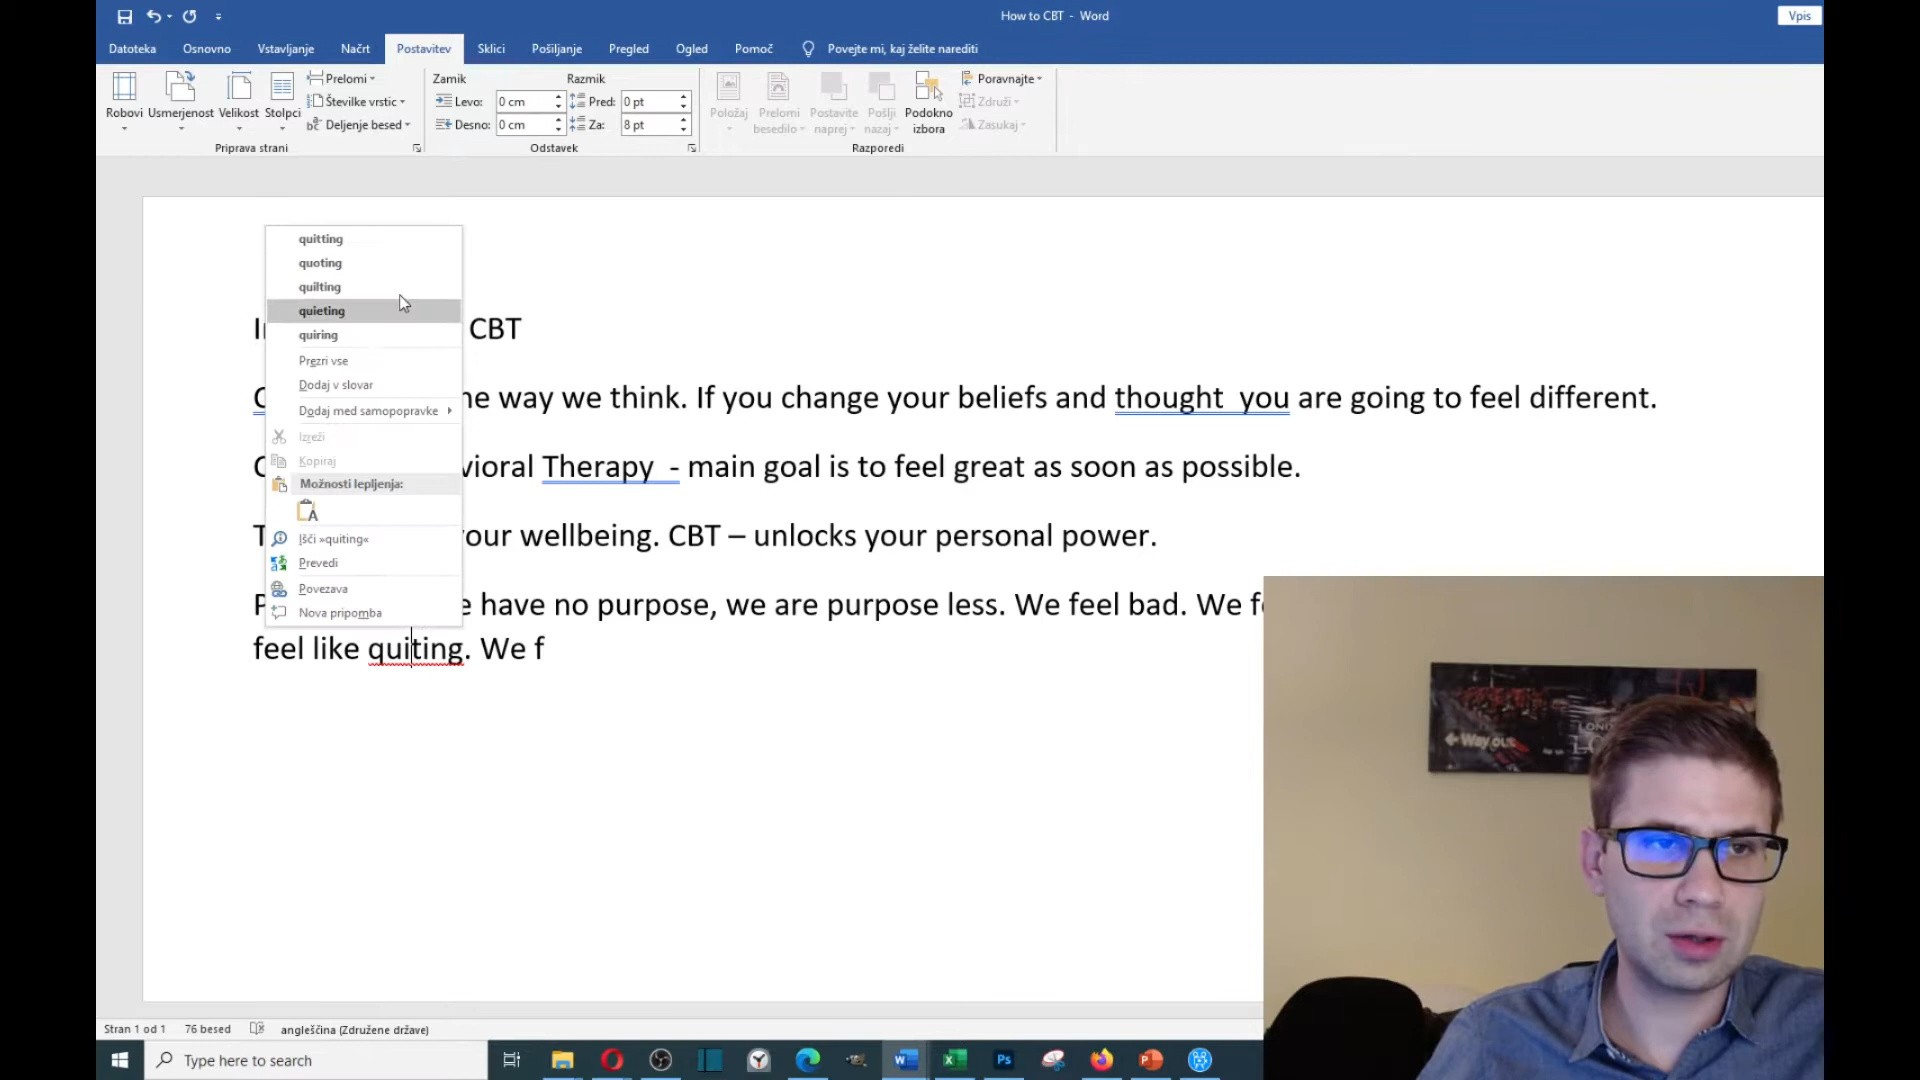 How to CBT - Word
Vpis
Datoteka Osnovno Vstavljanje Načrt Postavitev Sklici Pošiljanje Pregled Ogled Pomoč Povejte mi, kaj želite narediti
Robovi
Usmerjenost
Velikost
Stolpci
Prelomi
Številke vrstic
Deljenje besed
Priprava strani
Zamik
Levo: 0 cm
Desno: 0 cm
Razmik
Pred: 0 pt
Za: 8 pt
Odstavek
Položaj
Prelomi
besedilo
Postavite
naprej
Pošlji
nazaj
Podokno
izbora
Poravnajte
Združi
Zasukaj
Razporedi
quitting
quoting
quilting
quieting
quiring
Prezri vse
Dodaj v slovar
Dodaj med samopopravke
Izreži
Kopiraj
Možnosti lepljenja:
Išči »quiting«
Prevedi
Povezava
Nova pripomba
CBT
way we think. If you change your beliefs and thought  you are going to feel different.
Therapy  - main goal is to feel great as soon as possible.
wellbeing. CBT – unlocks your personal power.
have no purpose, we are purpose less. We feel bad. We
feel like quiting. We f
Way out
Stran 1 od 1 76 besed angleščina (Združene države)
Type here to search